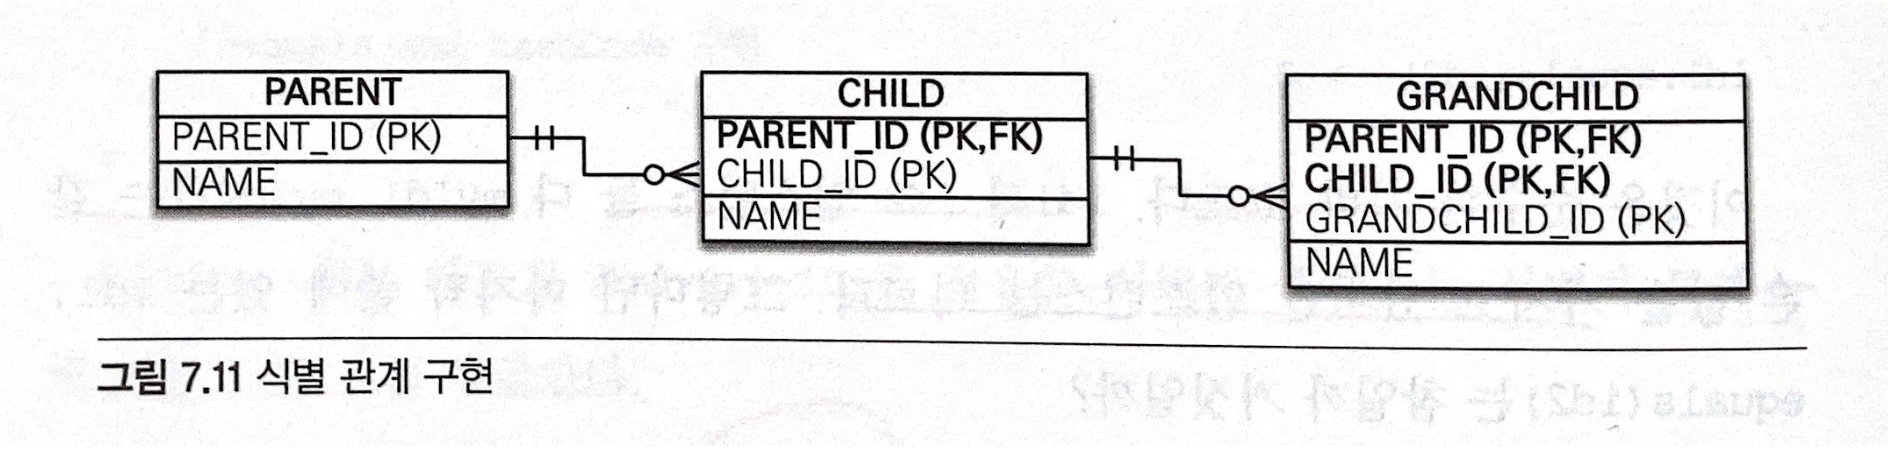 PARENT
PARENT_ID (PK)
NAME
CHILD
PARENT_ID (PK,FK)
CHILD_ID (PK)
NAME
GRANDCHILD
PARENT_ID (PK,FK)
CHILD_ID (PK,FK)
GRANDCHILD_ID (PK)
NAME
그림 7.11 식별 관계 구현